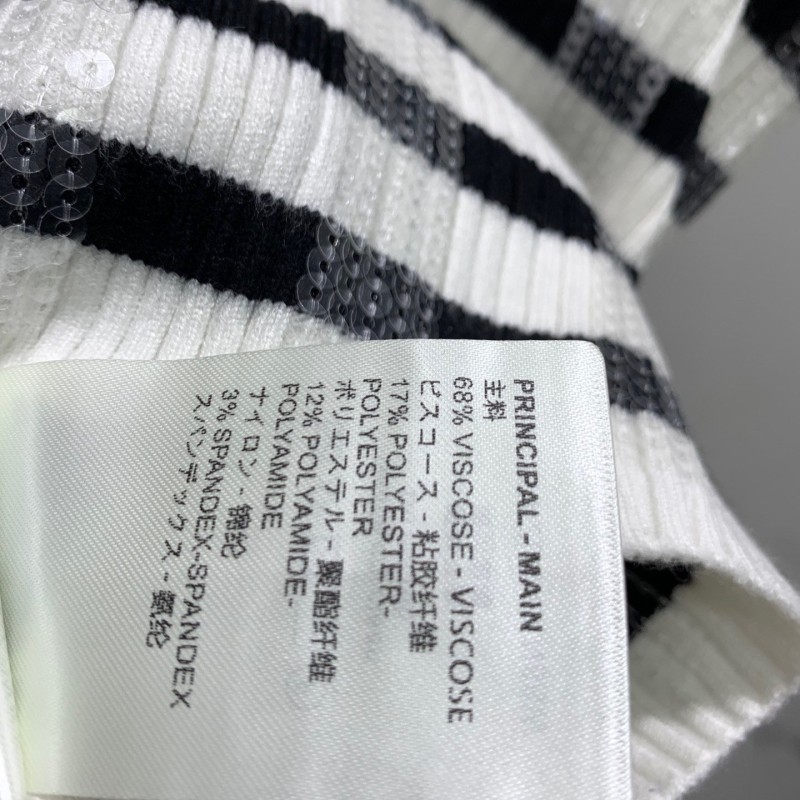 PRINCIPAL - MAIN
主料
68% VISCOSE - VISCOSE
ビスコース - 粘胶纤维
17% POLYESTER-
POLYESTER
ポリエステル - 聚酯纤维
12% POLYAMIDE-
POLYAMIDE
ナイロン - 锦纶
3% SPANDEX-SPANDEX
スパンデックス - 氨纶